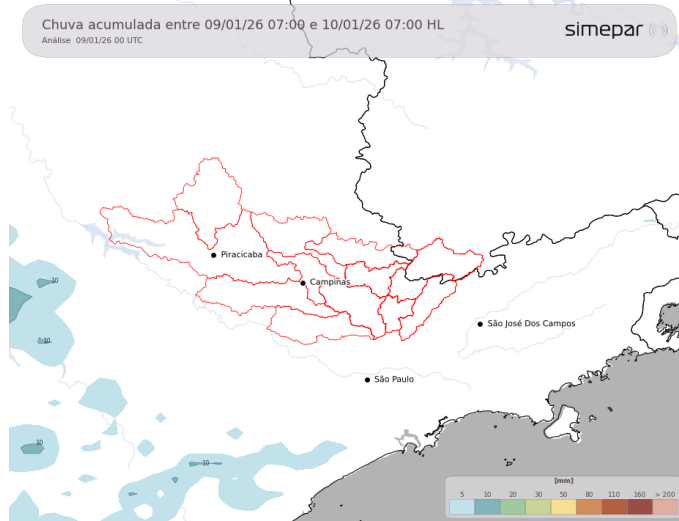 Chuva acumulada entre 09/01/26 07:00 e 10/01/26 07:00 HL
Análise 09/01/26 00 UTC
simepar
Piracicaba
10
Campinas
São José Dos Campos
10
São Paulo
10
10
[mm]
5 10 20 30 50 80 110 160 > 200